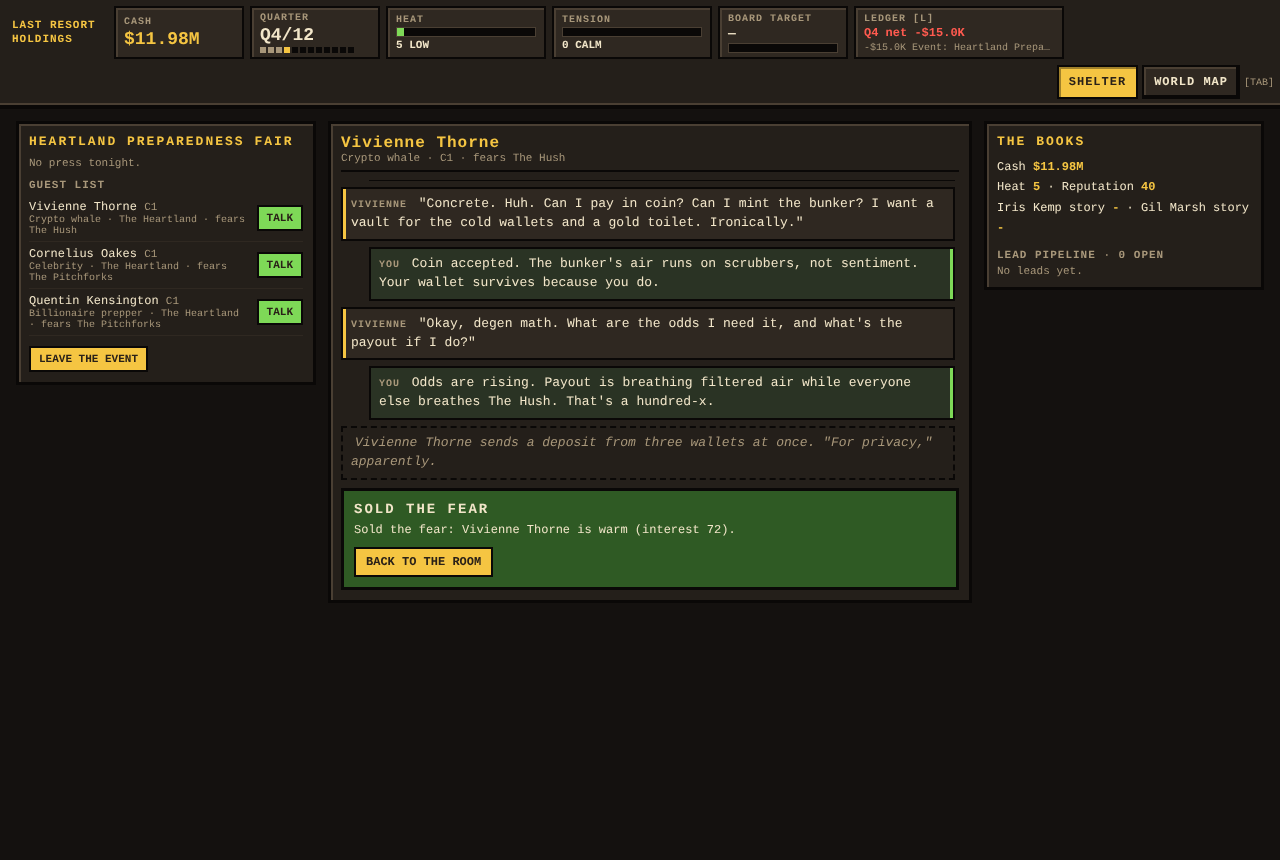 LAST RESORT
HOLDINGS
CASH
$11.98M
QUARTER
Q4/12
HEAT
5 LOW
TENSION
0 CALM
BOARD TARGET
—
LEDGER [L]
Q4 net -$15.0K
-$15.0K Event: Heartland Prepa…
SHELTER
WORLD MAP
[TAB]
HEARTLAND PREPAREDNESS FAIR
No press tonight.
GUEST LIST
Vivienne Thorne C1
Crypto whale · The Heartland · fears
The Hush
TALK
Cornelius Oakes C1
Celebrity · The Heartland · fears
The Pitchforks
TALK
Quentin Kensington C1
Billionaire prepper · The Heartland
· fears The Pitchforks
TALK
LEAVE THE EVENT
Vivienne Thorne
Crypto whale · C1 · fears The Hush
VIVIENNE "Concrete. Huh. Can I pay in coin? Can I mint the bunker? I want a
vault for the cold wallets and a gold toilet. Ironically."
YOU Coin accepted. The bunker's air runs on scrubbers, not sentiment.
Your wallet survives because you do.
VIVIENNE "Okay, degen math. What are the odds I need it, and what's the
payout if I do?"
YOU Odds are rising. Payout is breathing filtered air while everyone
else breathes The Hush. That's a hundred-x.
Vivienne Thorne sends a deposit from three wallets at once. "For privacy,"
apparently.
SOLD THE FEAR
Sold the fear: Vivienne Thorne is warm (interest 72).
BACK TO THE ROOM
THE BOOKS
Cash $11.98M
Heat 5 · Reputation 40
Iris Kemp story - · Gil Marsh story
-
LEAD PIPELINE · 0 OPEN
No leads yet.